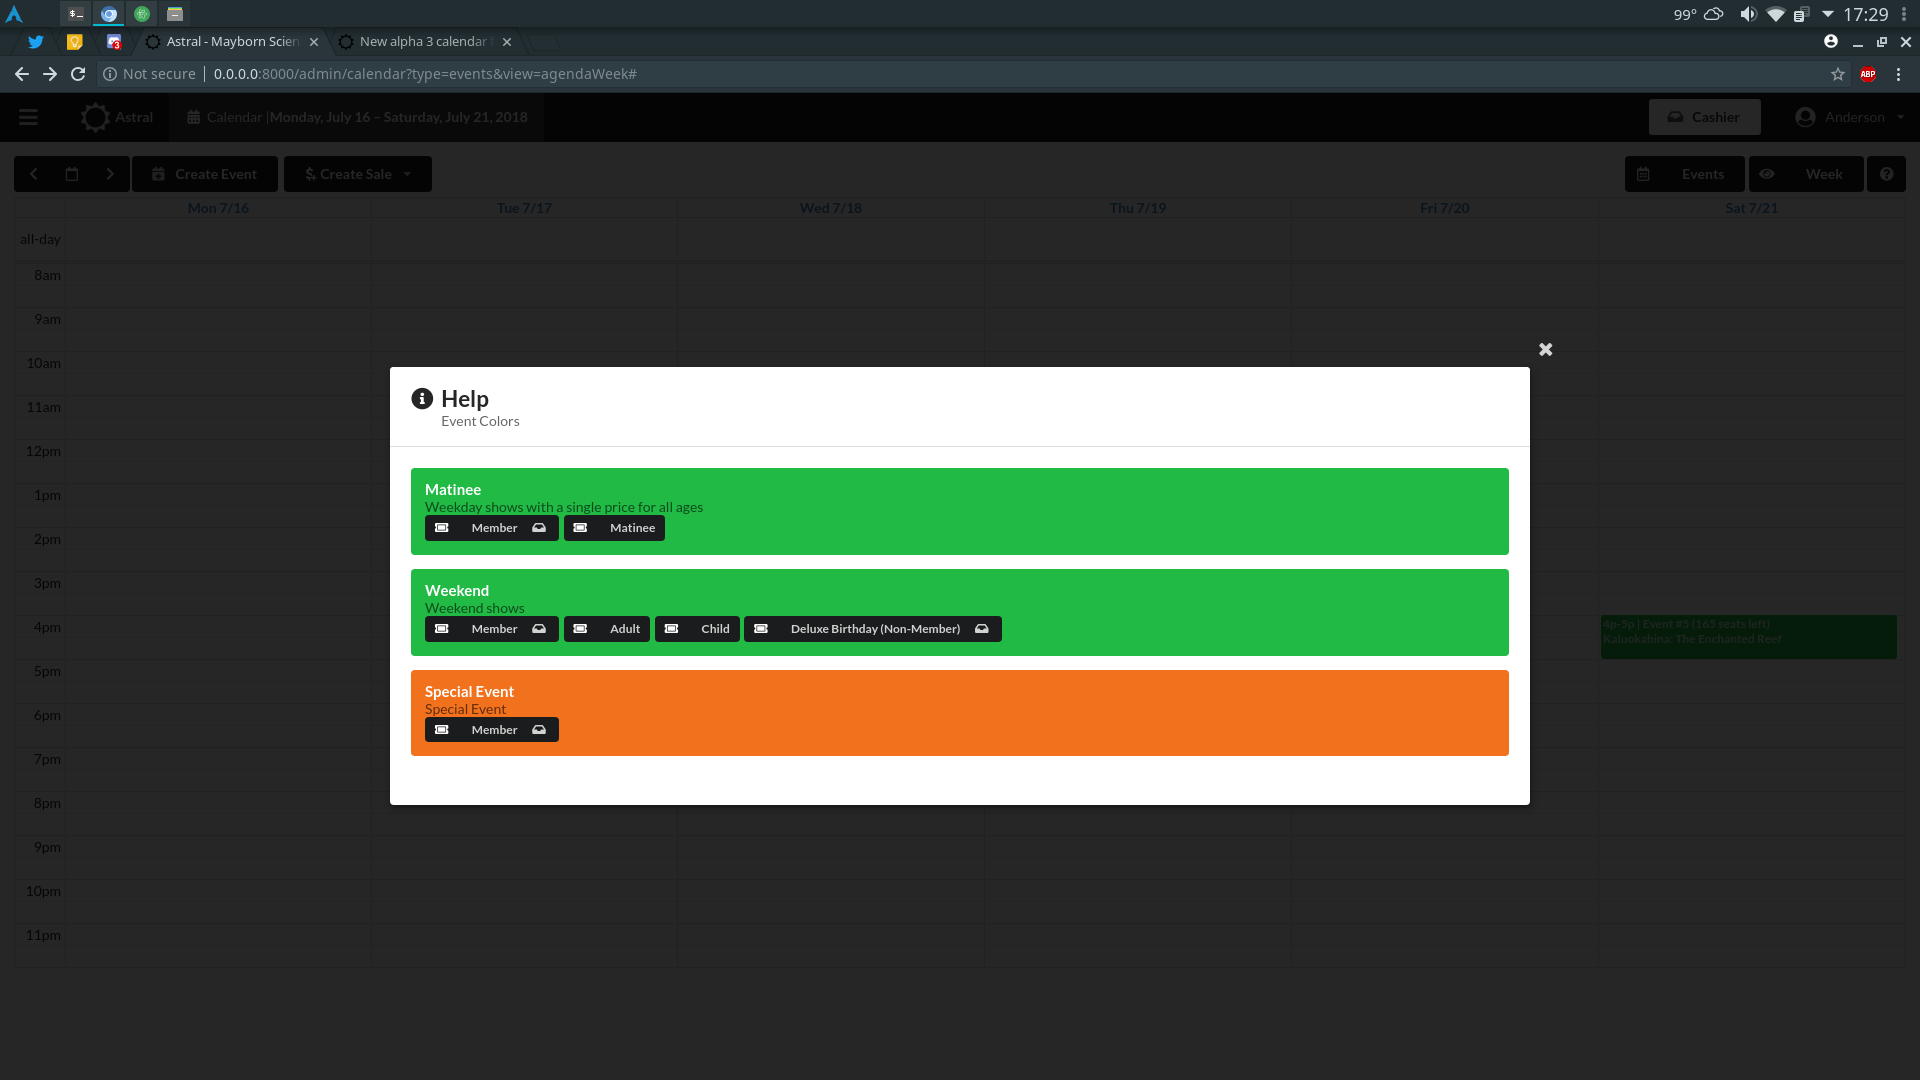 99° 17:29
3 Astral - Mayborn Scien New alpha 3 calendar
Not secure | 0.0.0.0:8000/admin/calendar?type=events&view=agendaWeek# ABP
Astral Calendar | Monday, July 16 – Saturday, July 21, 2018 Cashier Anderson
Create Event $ Create Sale Events Week
Mon 7/16 Tue 7/17 Wed 7/18 Thu 7/19 Fri 7/20 Sat 7/21
all-day
8am
9am
10am
11am
12pm
1pm
2pm
3pm
4pm
5pm
6pm
7pm
8pm
9pm
10pm
11pm
4p-5p | Event #5 (165 seats left)
Kaluokahina: The Enchanted Reef
Help
Event Colors
Matinee
Weekday shows with a single price for all ages
Member Matinee
Weekend
Weekend shows
Member Adult Child Deluxe Birthday (Non-Member)
Special Event
Special Event
Member